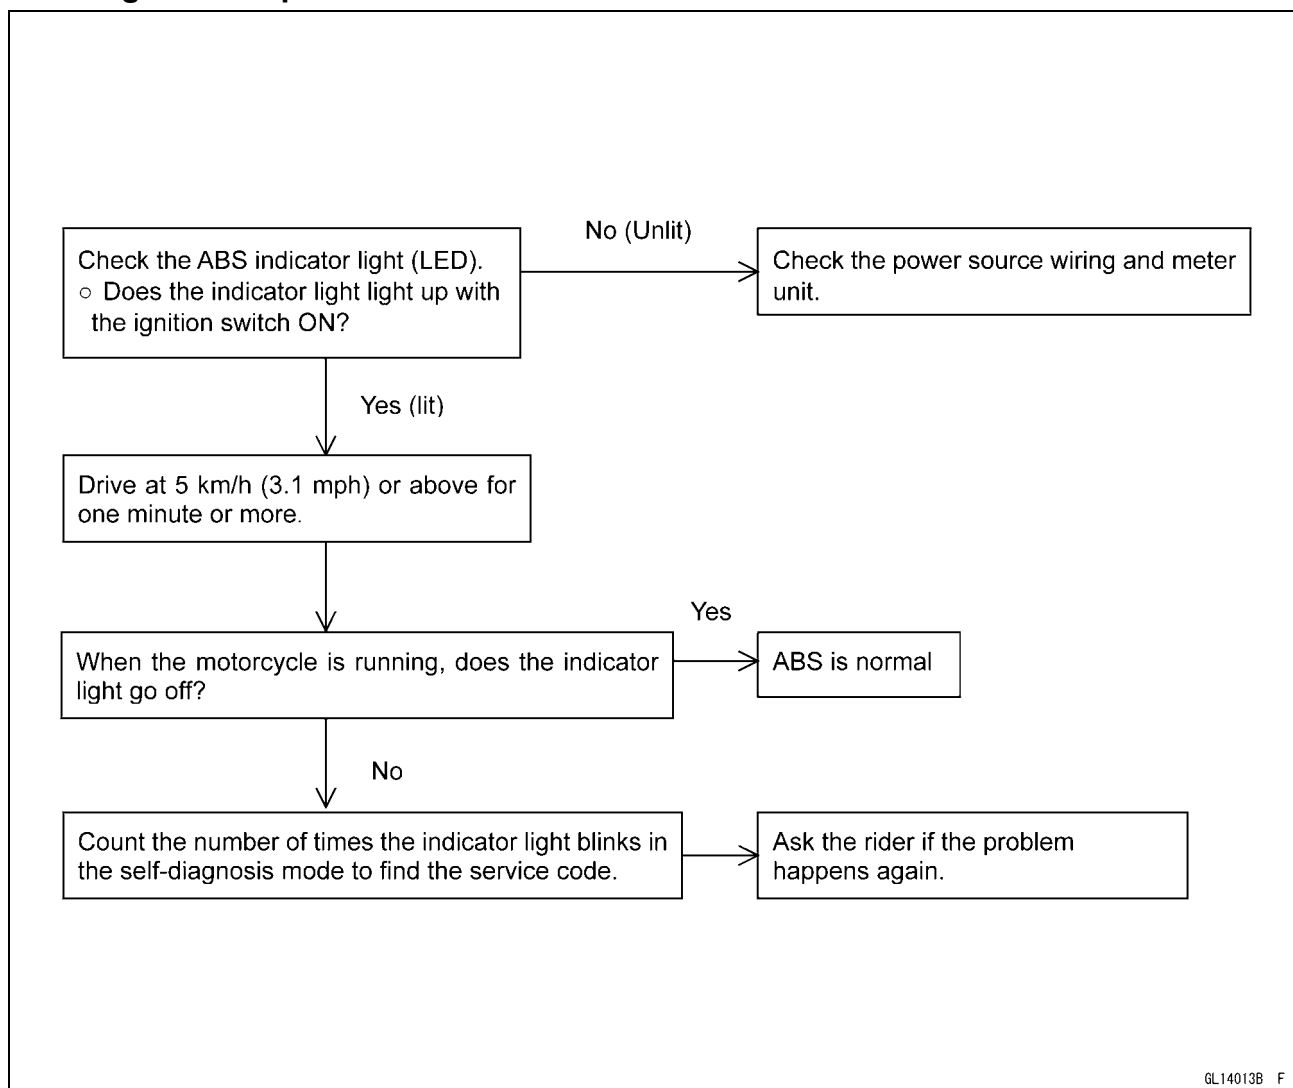 No (Unlit)
Check the ABS indicator light (LED).
○ Does the indicator light light up with
the ignition switch ON?
Check the power source wiring and meter
unit.
Yes (lit)
Drive at 5 km/h (3.1 mph) or above for
one minute or more.
Yes
When the motorcycle is running, does the indicator
light go off?
ABS is normal
No
Count the number of times the indicator light blinks in
the self-diagnosis mode to find the service code.
Ask the rider if the problem
happens again.
GL14013B F